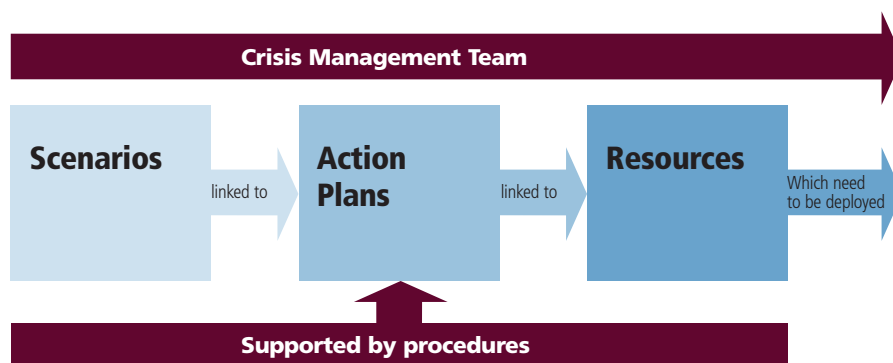 Crisis Management Team
Scenarios
linked to
Action
Plans
linked to
Resources
Which need
to be deployed
Supported by procedures